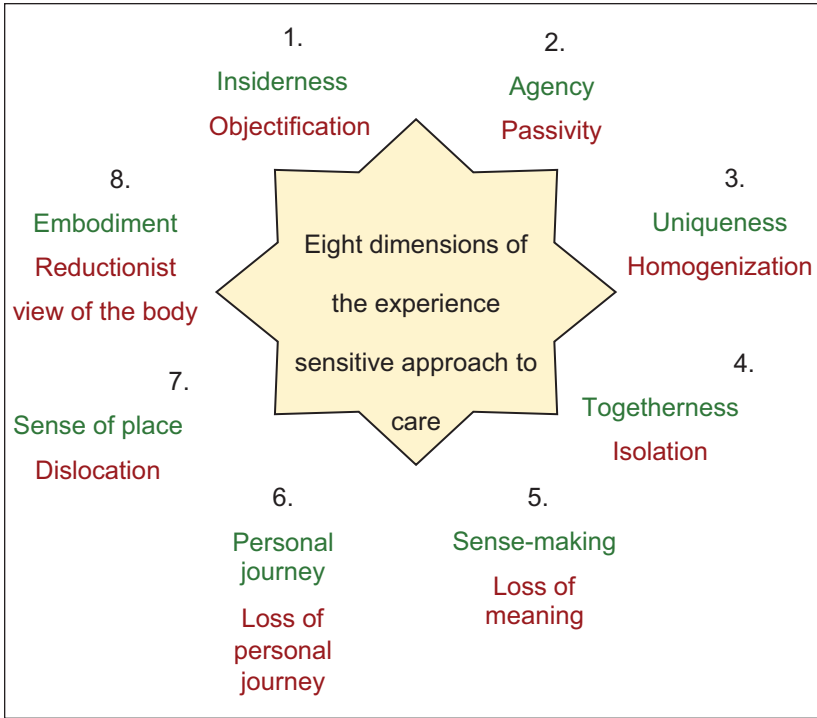 1.
Insiderness
Objectification
2.
Agency
Passivity
3.
Uniqueness
Homogenization
4.
Togetherness
Isolation
5.
Sense-making
Loss of
meaning
6.
Personal
journey
Loss of
personal
journey
7.
Sense of place
Dislocation
8.
Embodiment
Reductionist
view of the body
Eight dimensions of
the experience
sensitive approach to
care